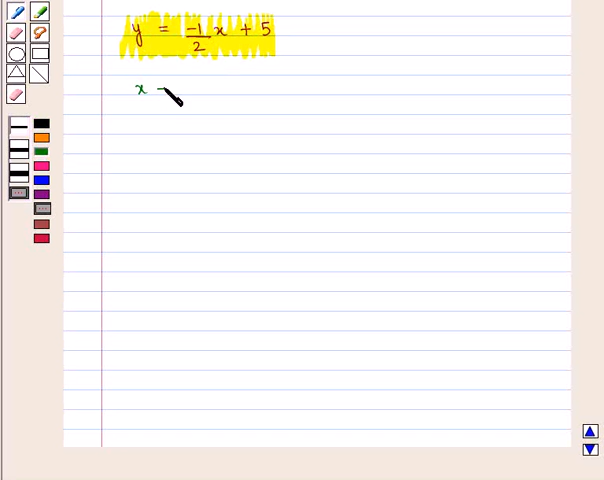 y = -1/2 x + 5
x -